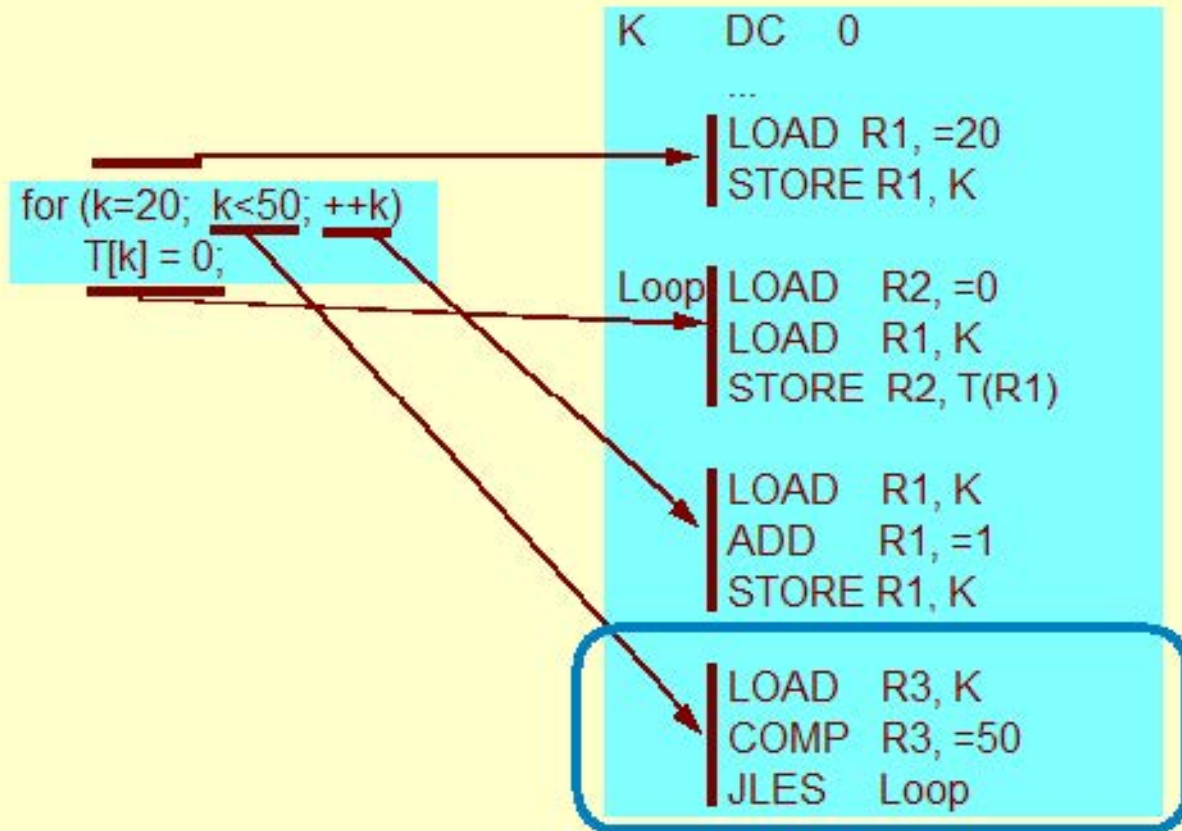 for (k=20; k<50; ++k)
T[k] = 0;
K DC 0
...
LOAD R1, =20
STORE R1, K
Loop LOAD R2, =0
LOAD R1, K
STORE R2, T(R1)
LOAD R1, K
ADD R1, =1
STORE R1, K
LOAD R3, K
COMP R3, =50
JLES Loop